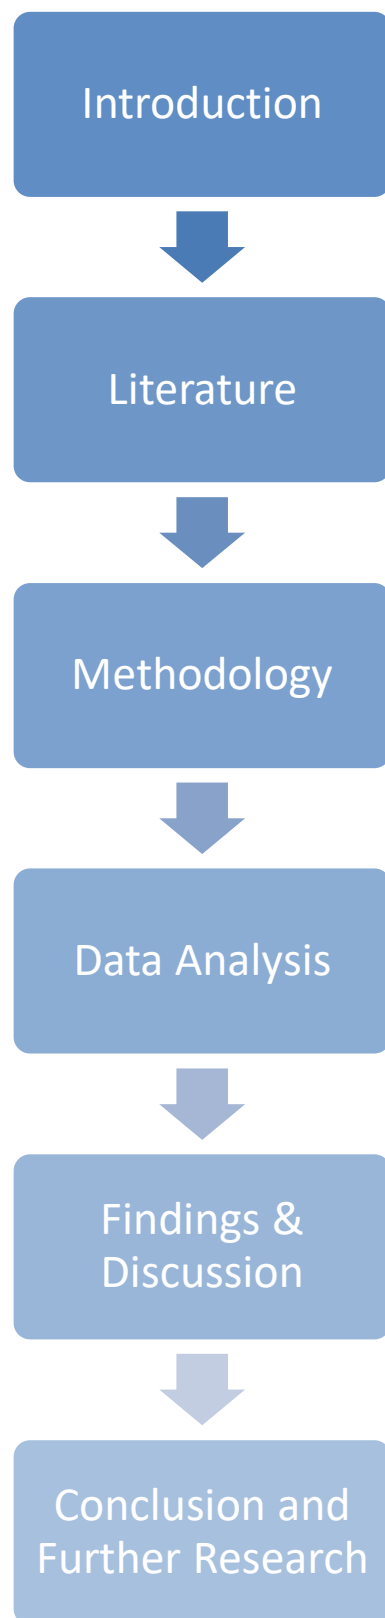 Introduction
Literature
Methodology
Data Analysis
Findings &
Discussion
Conclusion and
Further Research